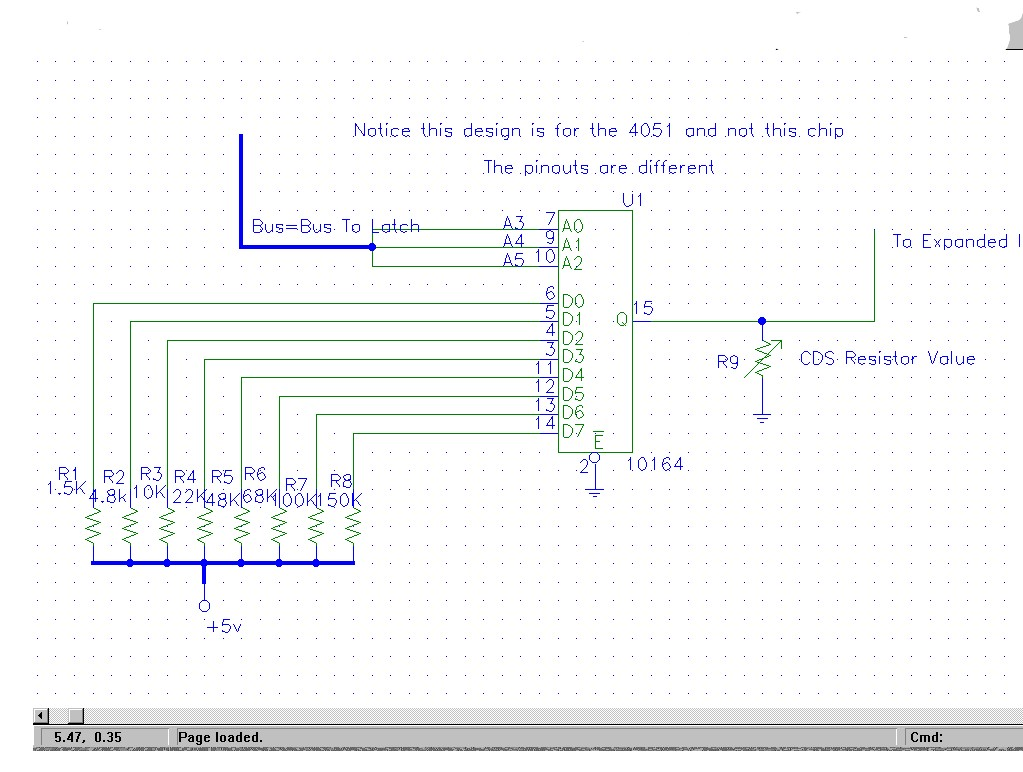 Notice this design is for the 4051 and not this chip
The pinouts are different
U1
Bus=Bus To Latch
A3 7 A0
A4 9 A1
A5 10 A2
6 D0
5 D1
4 D2
3 D3
11 D4
12 D5
13 D6
14 D7
Q 15
E
2
10164
To Expanded I
R9 CDS Resistor Value
R1 R2 R3 R4 R5 R6 R7 R8
1.5K 4.8k 10K 22K 48K 68K 00K 150K
+5v
5.47, 0.35 Page loaded. Cmd: